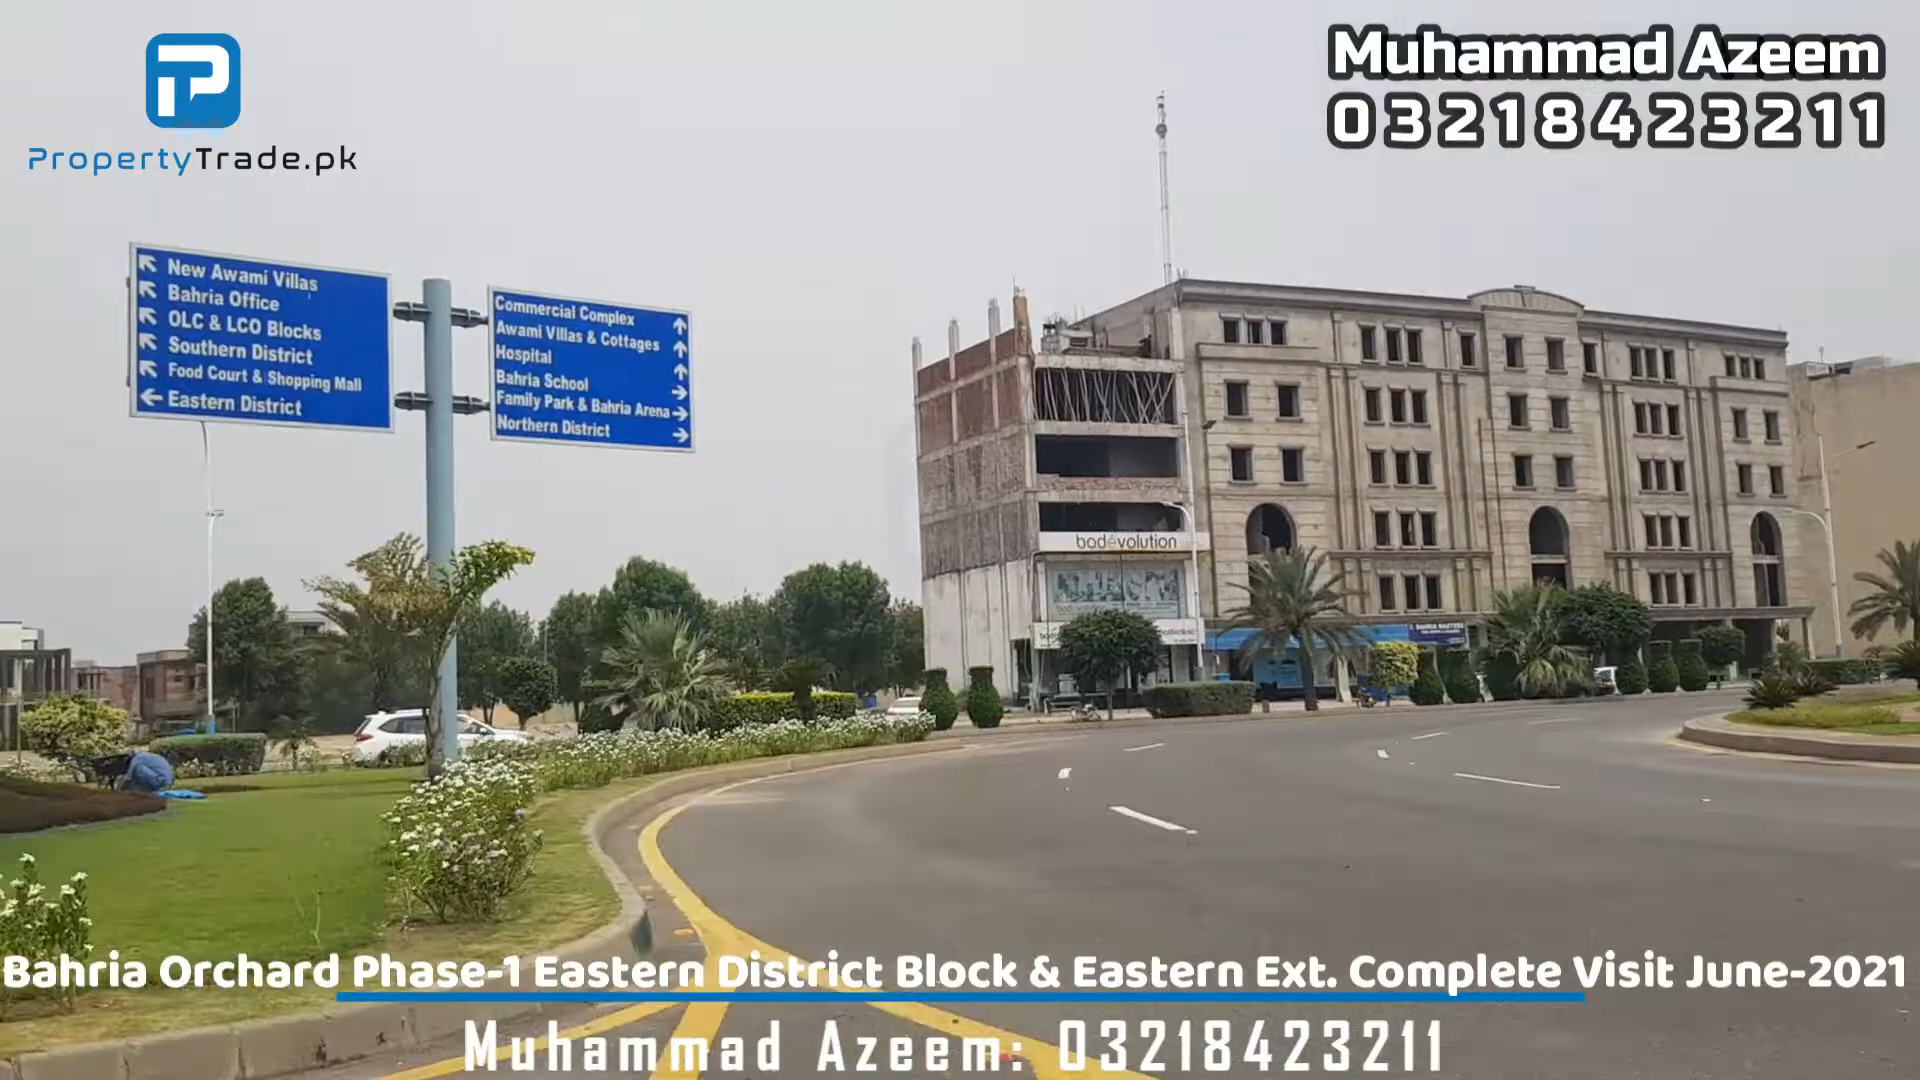 PropertyTrade.pk
Muhammad Azeem
03218423211
New Awami Villas
Bahria Office
OLC & LCO Blocks
Southern District
Food Court & Shopping Mall
Eastern District
Commercial Complex
Awami Villas & Cottages
Hospital
Bahria School
Family Park & Bahria Arena
Northern District
bodévolution
Bahria Orchard Phase-1 Eastern District Block & Eastern Ext. Complete Visit June-2021
Muhammad Azeem: 03218423211